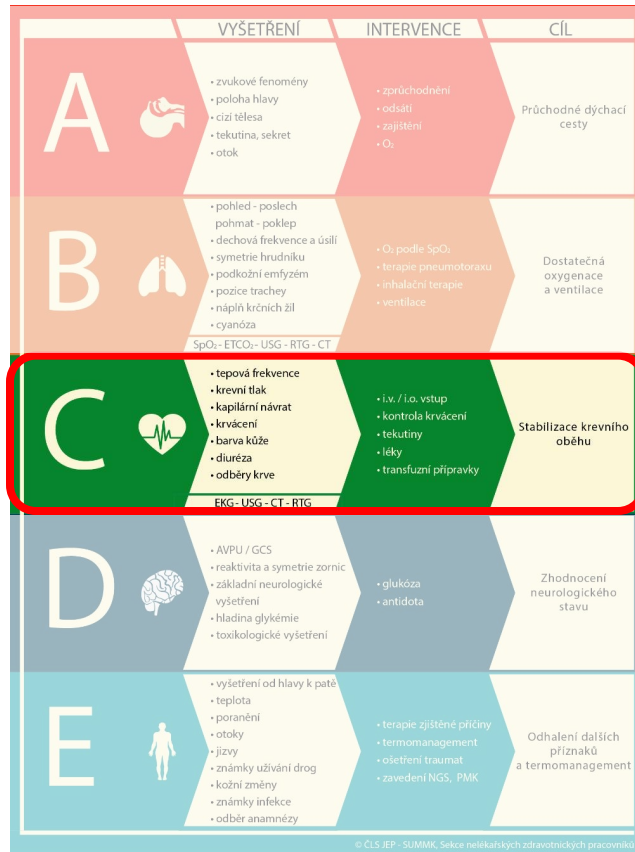 VYŠETŘENÍ INTERVENCE CÍL
A
• zvukové fenomény
• poloha hlavy
• cizí tělesa
• tekutina, sekret
• otok
• zprůchodnění
• odsátí
• zajištění
• O₂
Průchodné dýchací
cesty
B
• pohled - poslech
pohmat - poklep
• dechová frekvence a úsilí
• symetrie hrudníku
• podkožní emfyzém
• pozice trachey
• náplň krčních žil
• cyanóza
SpO₂ - ETCO₂ - USG - RTG - CT
• O₂ podle SpO₂
• terapie pneumotoraxu
• inhalační terapie
• ventilace
Dostatečná
oxygenace
a ventilace
C
• tepová frekvence
• krevní tlak
• kapilární návrat
• krvácení
• barva kůže
• diuréza
• odběry krve
EKG - USG - CT - RTG
• i.v. / i.o. vstup
• kontrola krvácení
• tekutiny
• léky
• transfuzní přípravky
Stabilizace krevního
oběhu
D
• AVPU / GCS
• reaktivita a symetrie zornic
• základní neurologické
vyšetření
• hladina glykémie
• toxikologické vyšetření
• glukóza
• antidota
Zhodnocení
neurologického
stavu
E
• vyšetření od hlavy k patě
• teplota
• poranění
• otoky
• jizvy
• známky užívání drog
• kožní změny
• známky infekce
• odběr anamnézy
• terapie zjištěné příčiny
• termomanagement
• ošetření traumat
• zavedení NGS, PMK
Odhalení dalších
příznaků
a termomanagement
© ČLS JEP - SUMMK, Sekce nelékařských zdravotnických pracovníků